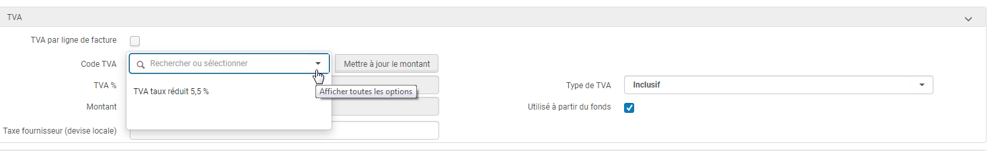 TVA
TVA par ligne de facture
Code TVA
Rechercher ou sélectionner
Mettre à jour le montant
TVA taux réduit 5,5 %
Afficher toutes les options
TVA %
Type de TVA
Inclusif
Montant
Utilisé à partir du fonds
Taxe fournisseur (devise locale)